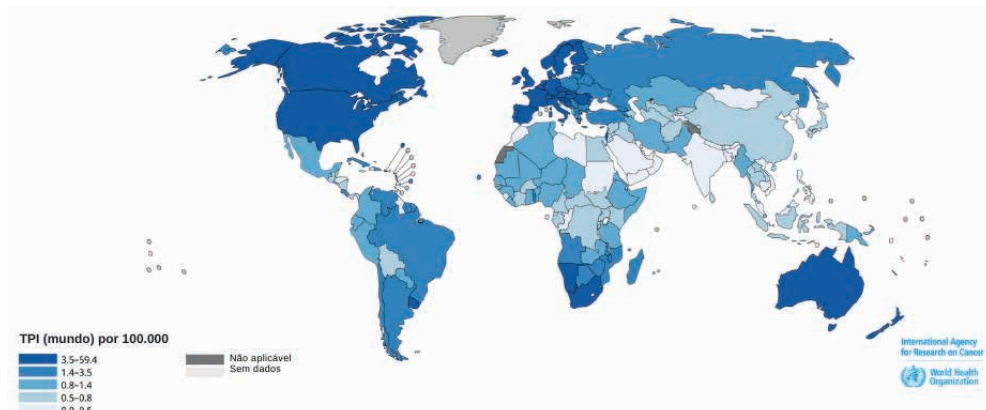 TPI (mundo) por 100.000
3.5–59.4
1.4–3.5
0.8–1.4
0.5–0.8
Não aplicável
Sem dados
International Agency
for Research on Cancer
World Health
Organization